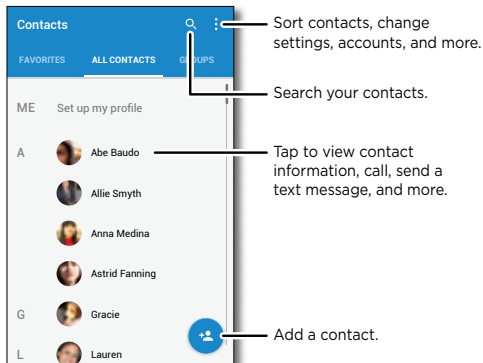 Contacts
FAVORITES ALL CONTACTS GROUPS
ME Set up my profile
A Abe Baudo
Allie Smyth
Anna Medina
Astrid Fanning
G Gracie
L Lauren
Sort contacts, change
settings, accounts, and more.
Search your contacts.
Tap to view contact
information, call, send a
text message, and more.
Add a contact.